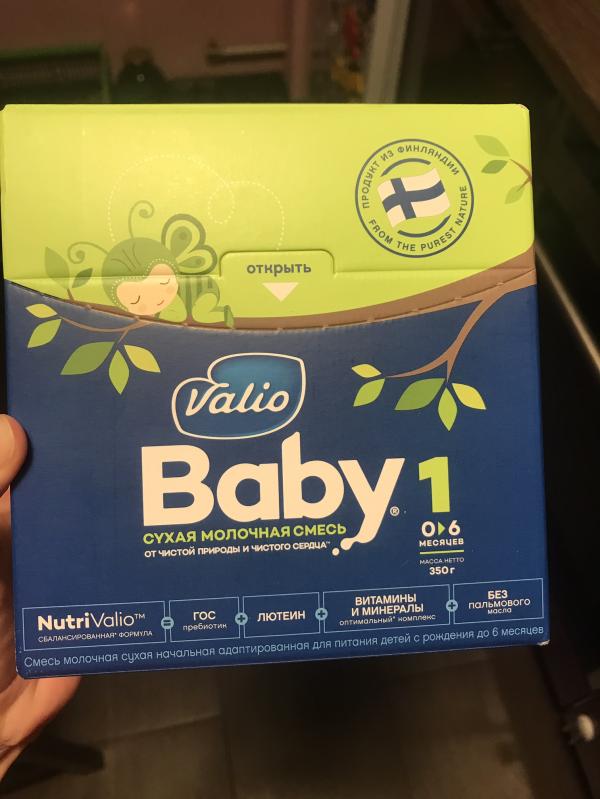 ПРОДУКТ ИЗ ФИНЛЯНДИИ
FROM THE PUREST NATURE
открыть
Valio
Baby® 1
СУХАЯ МОЛОЧНАЯ СМЕСЬ
ОТ ЧИСТОЙ ПРИРОДЫ И ЧИСТОГО СЕРДЦА™
0 6
МЕСЯЦЕВ
МАССА НЕТТО
350 г
NutriValio™
СБАЛАНСИРОВАННАЯ* ФОРМУЛА
=
ГОС
пребиотик
+
ЛЮТЕИН
+
ВИТАМИНЫ
И МИНЕРАЛЫ
оптимальный* комплекс
+
БЕЗ
пальмового
масла
Смесь молочная сухая начальная адаптированная для питания детей с рождения до 6 месяцев